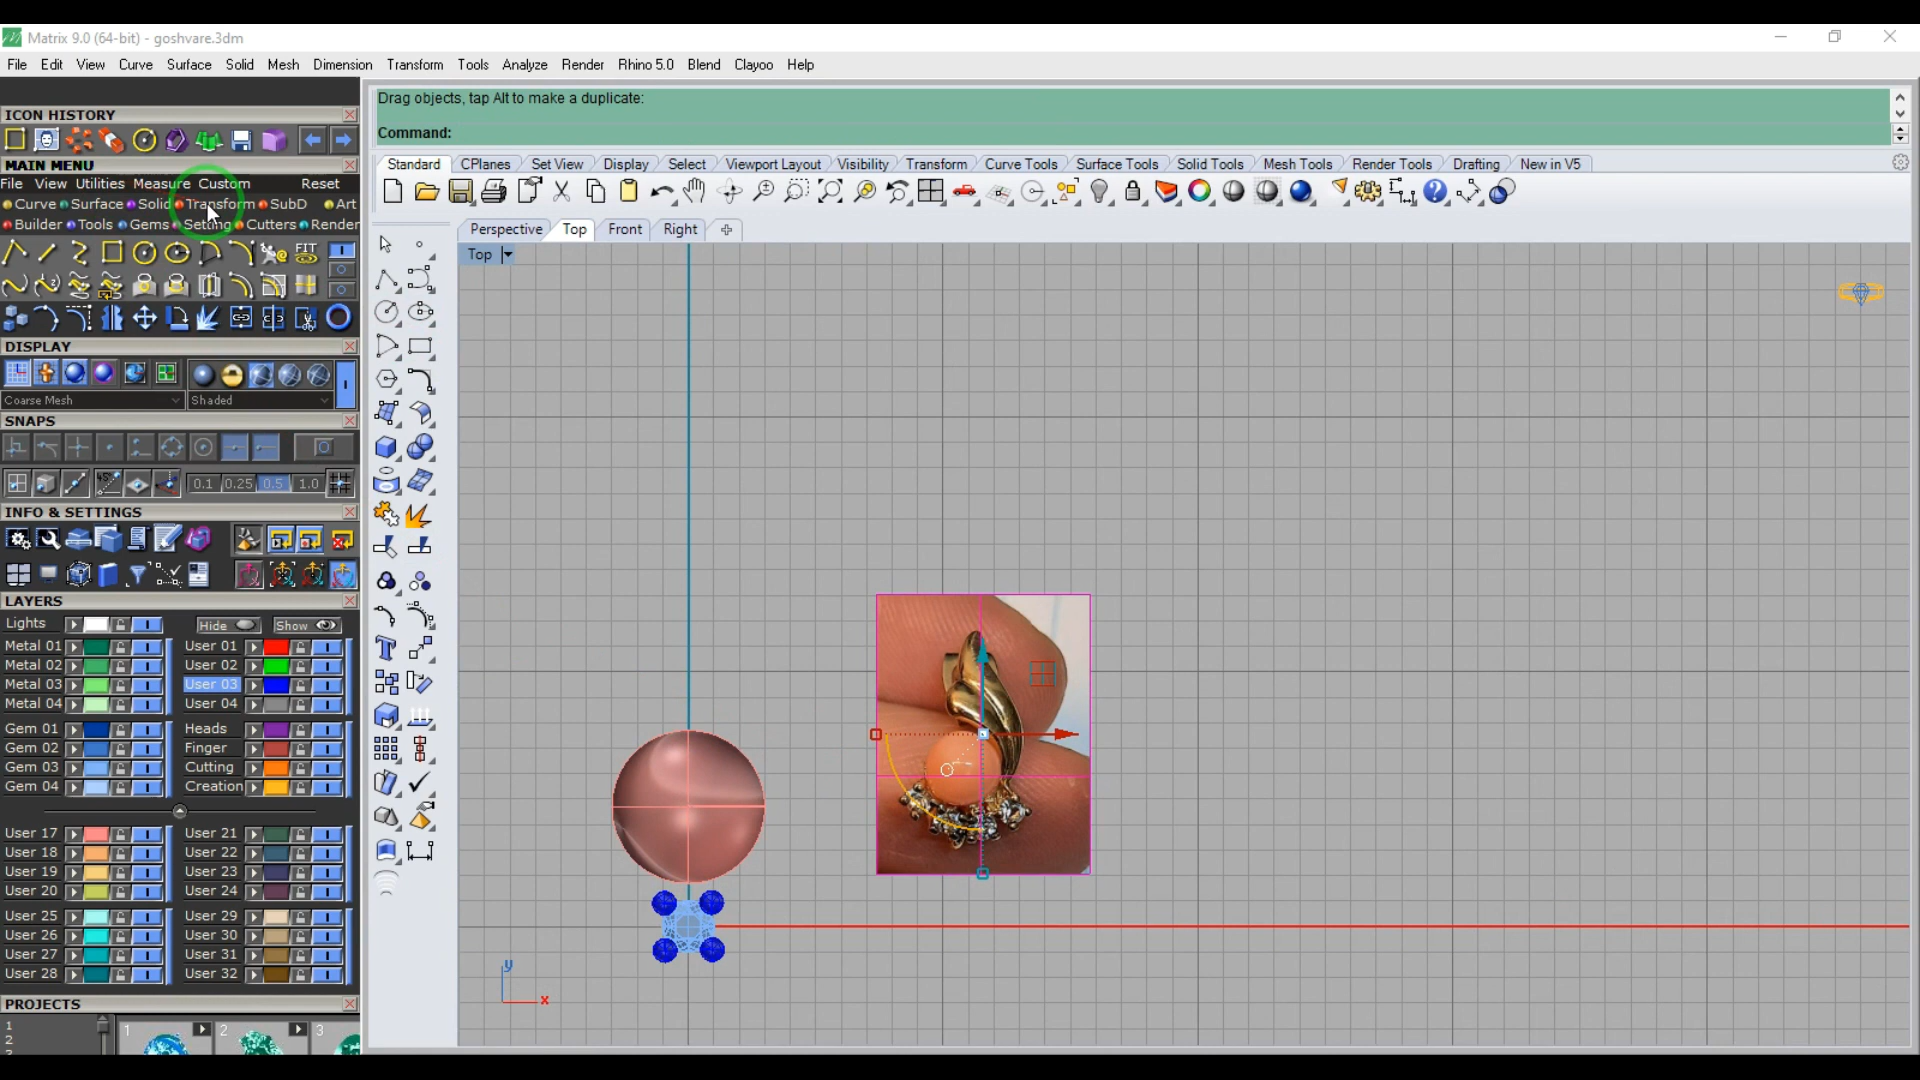 Matrix 9.0 (64-bit) - goshvare.3dm
File Edit View Curve Surface Solid Mesh Dimension Transform Tools Analyze Render Rhino 5.0 Blend Clayoo Help
ICON HISTORY
Drag objects, tap Alt to make a duplicate:
Command:
MAIN MENU
File View Utilities Measure Custom Reset
Curve Surface Solid Transform SubD Art
Builder Tools Gems Setting Cutters Render
FIT
Standard CPlanes Set View Display Select Viewport Layout Visibility Transform Curve Tools Surface Tools Solid Tools Mesh Tools Render Tools Drafting New in V5
Perspective Top Front Right
Top
DISPLAY
Coarse Mesh Shaded
SNAPS
0.1 0.25 0.5 1.0
INFO & SETTINGS
LAYERS
Lights Hide Show
Metal 01 User 01
Metal 02 User 02
Metal 03 User 03
Metal 04 User 04
Gem 01 Heads
Gem 02 Finger
Gem 03 Cutting
Gem 04 Creation
User 17 User 21
User 18 User 22
User 19 User 23
User 20 User 24
User 25 User 29
User 26 User 30
User 27 User 31
User 28 User 32
PROJECTS
1 1 2 3
2
y
x